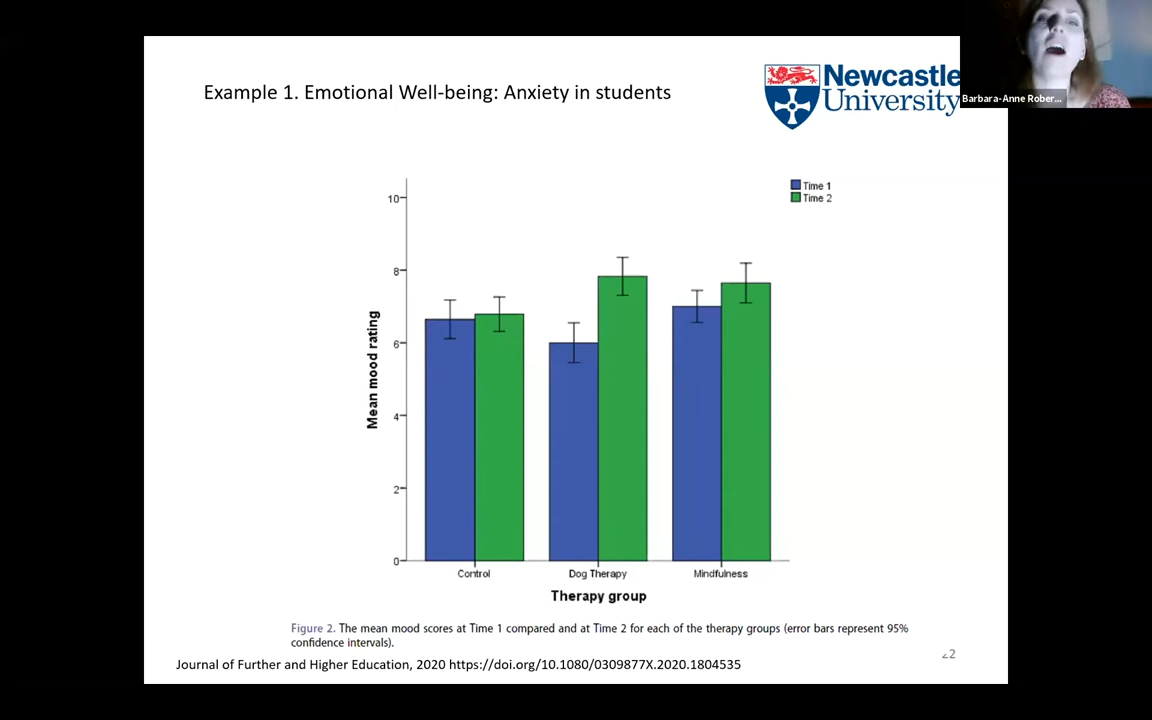 Example 1. Emotional Well-being: Anxiety in students
Newcastle
University
Barbara-Anne Rober...
Time 1
Time 2
10
8
6
4
2
0
Mean mood rating
Control Dog Therapy Mindfulness
Therapy group
Figure 2. The mean mood scores at Time 1 compared and at Time 2 for each of the therapy groups (error bars represent 95%
confidence intervals).
22
Journal of Further and Higher Education, 2020 https://doi.org/10.1080/0309877X.2020.1804535